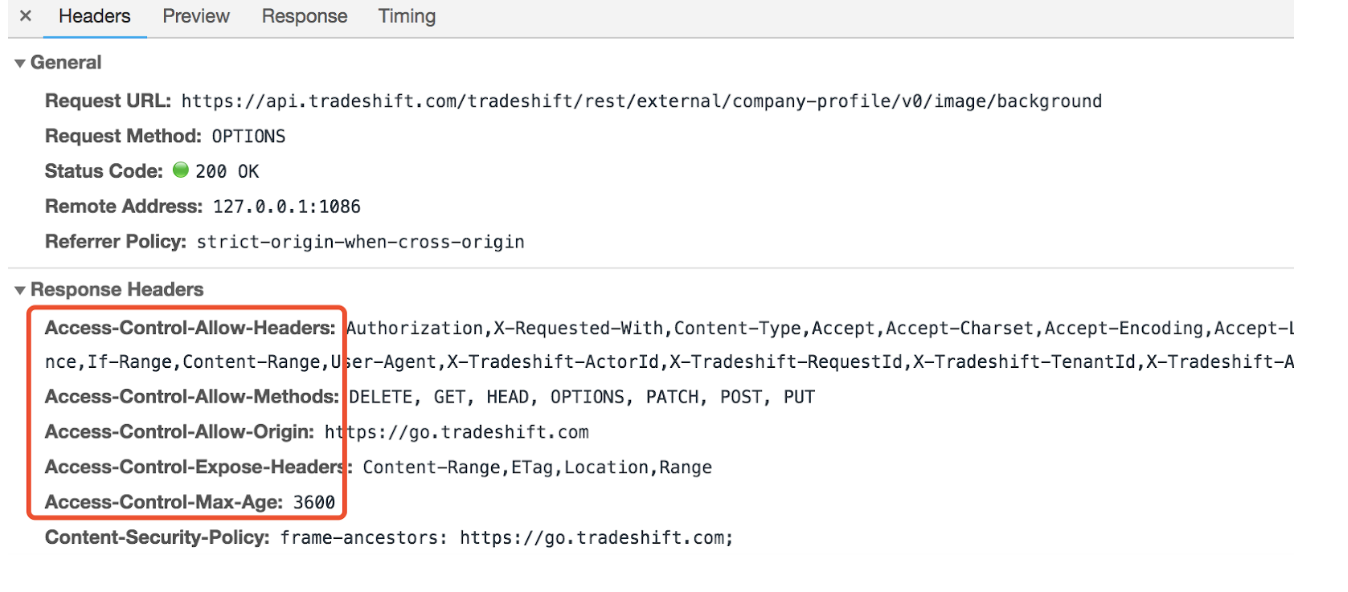 × Headers Preview Response Timing
General
Request URL: https://api.tradeshift.com/tradeshift/rest/external/company-profile/v0/image/background
Request Method: OPTIONS
Status Code: 200 OK
Remote Address: 127.0.0.1:1086
Referrer Policy: strict-origin-when-cross-origin
Response Headers
Access-Control-Allow-Headers: Authorization,X-Requested-With,Content-Type,Accept,Accept-Charset,Accept-Encoding,Accept-L
nce,If-Range,Content-Range,User-Agent,X-Tradeshift-ActorId,X-Tradeshift-RequestId,X-Tradeshift-TenantId,X-Tradeshift-A
Access-Control-Allow-Methods: DELETE, GET, HEAD, OPTIONS, PATCH, POST, PUT
Access-Control-Allow-Origin: https://go.tradeshift.com
Access-Control-Expose-Headers: Content-Range,ETag,Location,Range
Access-Control-Max-Age: 3600
Content-Security-Policy: frame-ancestors: https://go.tradeshift.com;